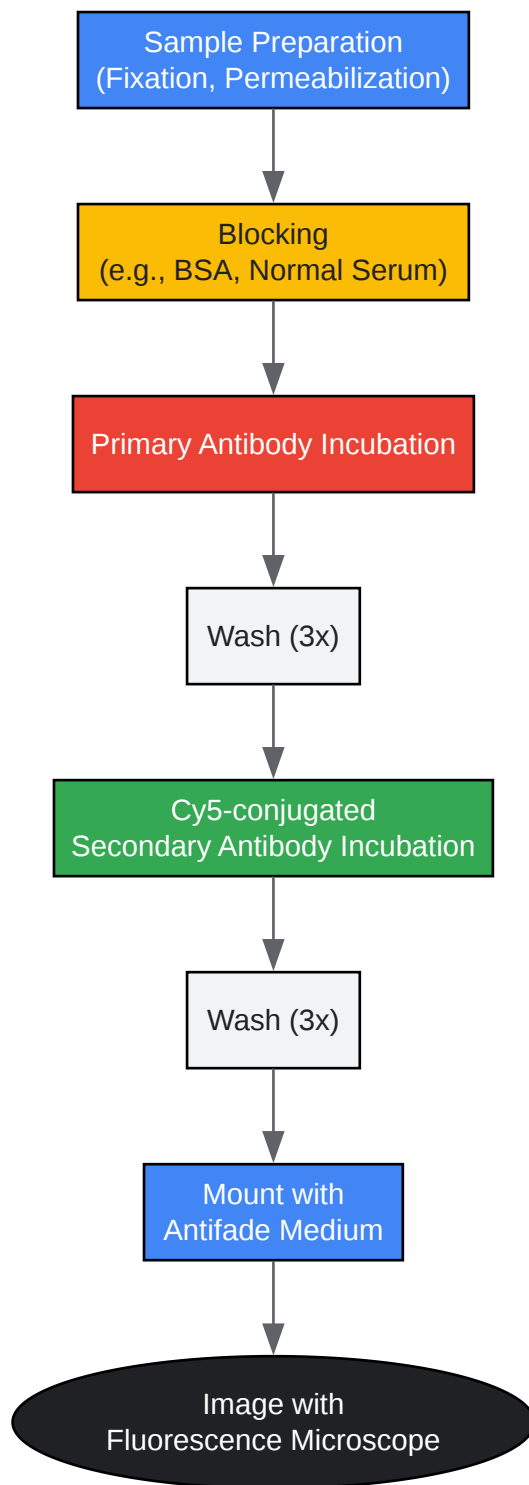 Sample Preparation
(Fixation, Permeabilization)
Blocking
(e.g., BSA, Normal Serum)
Primary Antibody Incubation
Wash (3x)
Cy5-conjugated
Secondary Antibody Incubation
Wash (3x)
Mount with
Antifade Medium
Image with
Fluorescence Microscope